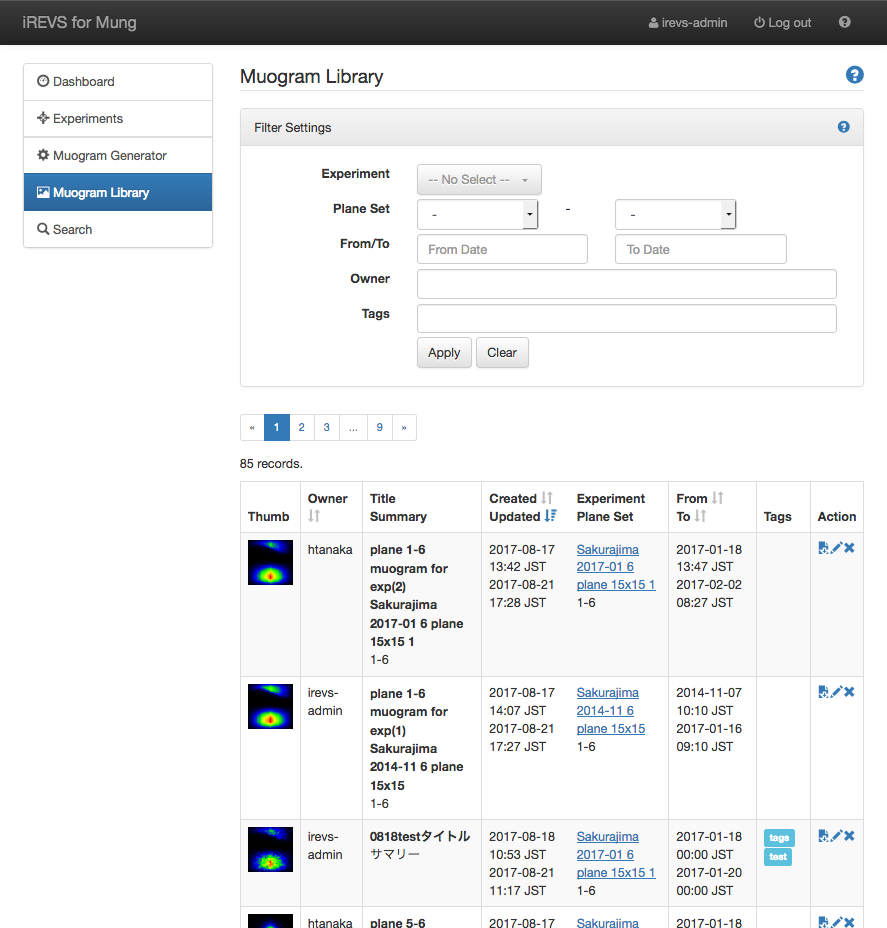 iREVS for Mung
irevs-admin
Log out
Dashboard
Experiments
Muogram Generator
Muogram Library
Search
Muogram Library
Filter Settings
Experiment
-- No Select --
Plane Set
-
-
-
From/To
From Date
To Date
Owner
Tags
Apply
Clear
«
1
2
3
...
9
»
85 records.
Thumb
Owner
Title
Summary
Created
Updated
Experiment
Plane Set
From
To
Tags
Action
htanaka
plane 1-6
muogram for
exp(2)
Sakurajima
2017-01 6 plane
15x15 1
1-6
2017-08-17
13:42 JST
2017-08-21
17:28 JST
Sakurajima
2017-01 6
plane 15x15 1
1-6
2017-01-18
13:47 JST
2017-02-02
08:27 JST
irevs-
admin
plane 1-6
muogram for
exp(1)
Sakurajima
2014-11 6 plane
15x15
1-6
2017-08-17
14:07 JST
2017-08-21
17:27 JST
Sakurajima
2014-11 6
plane 15x15
1-6
2014-11-07
10:10 JST
2017-01-16
09:10 JST
irevs-
admin
0818testタイトル
サマリー
2017-08-18
10:53 JST
2017-08-21
11:17 JST
Sakurajima
2017-01 6
plane 15x15 1
1-6
2017-01-18
00:00 JST
2017-01-20
00:00 JST
tags
test
htanaka
plane 5-6
2017-08-17
Sakurajima
2017-01-18